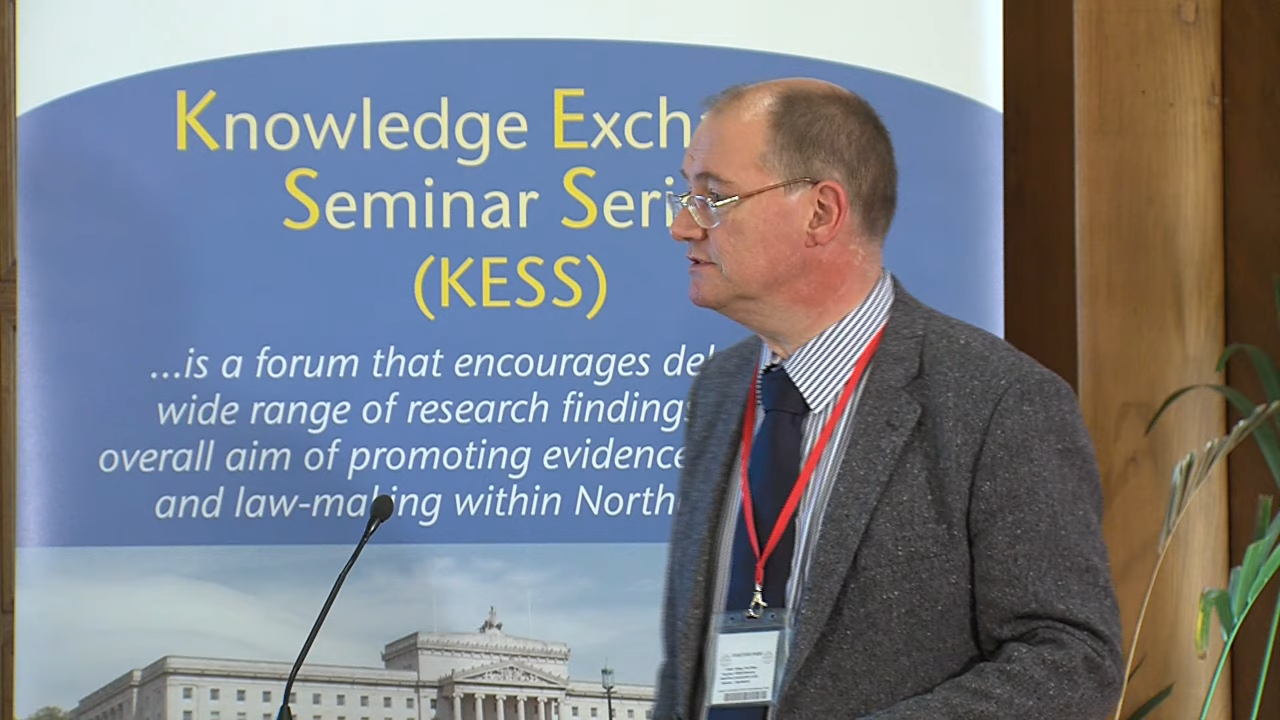 Knowledge Exch
Seminar Seri
(KESS)
...is a forum that encourages de
wide range of research findings
overall aim of promoting evidence
and law-making within North